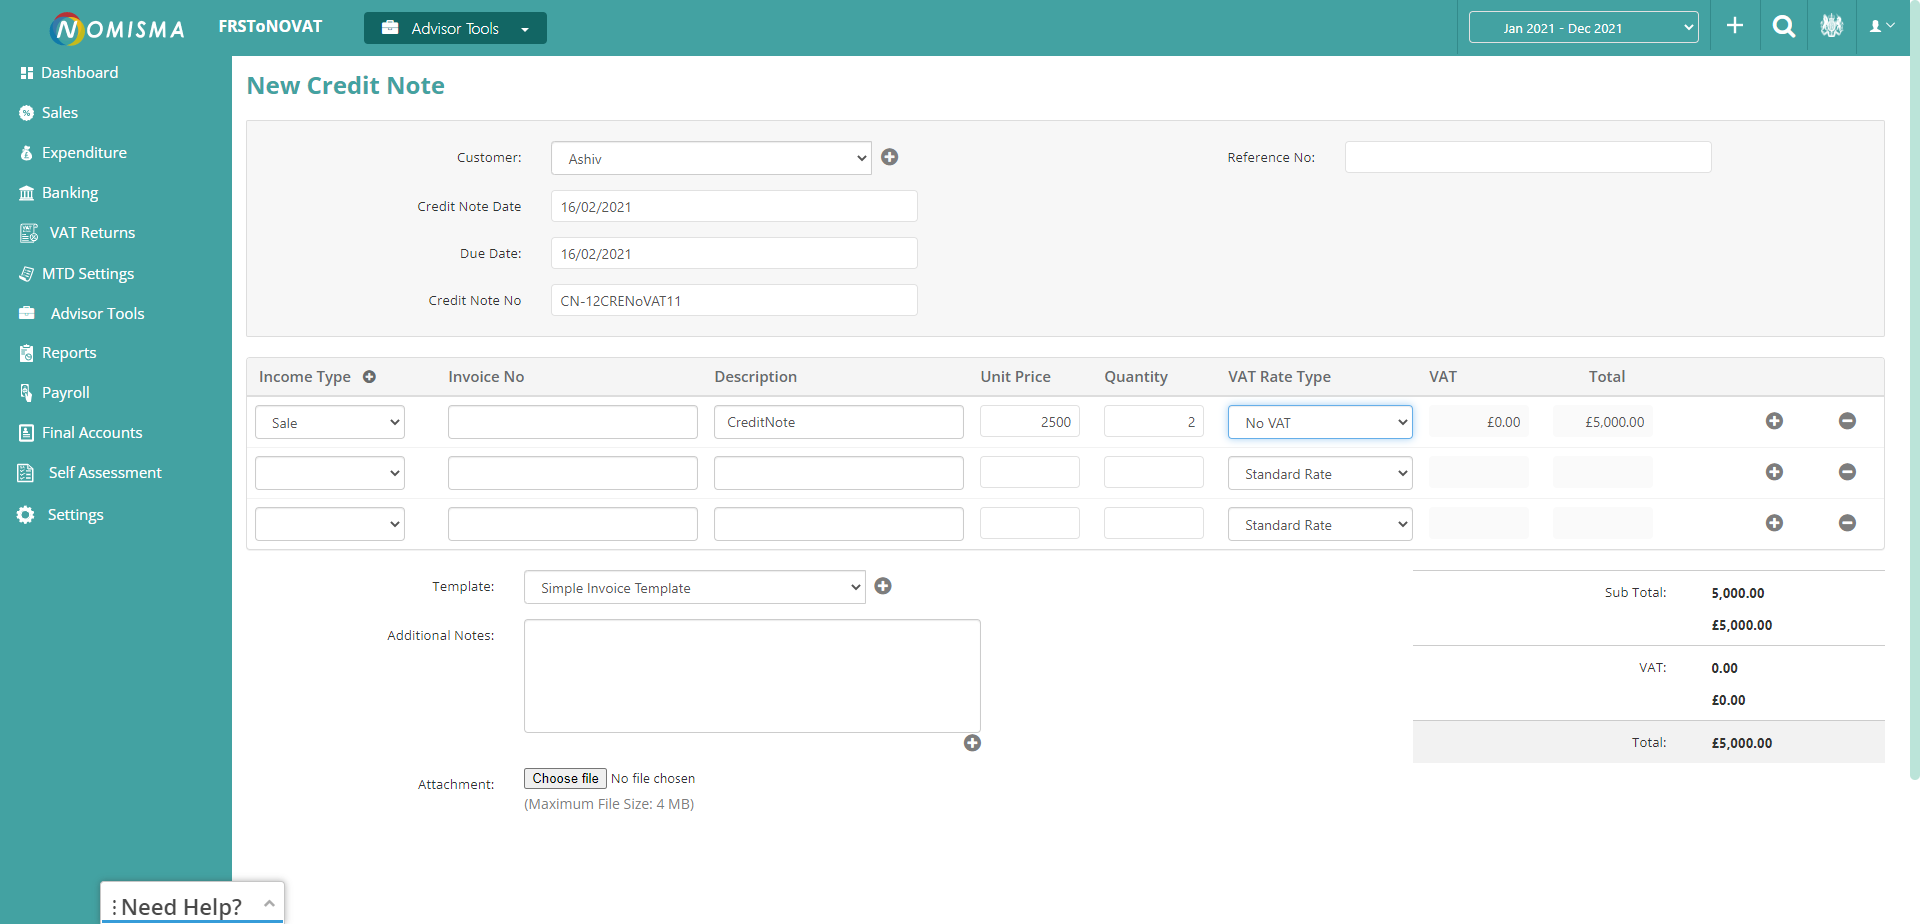 NOMISMA FRSToNOVAT Advisor Tools Jan 2021 - Dec 2021
Dashboard
Sales
Expenditure
Banking
VAT Returns
MTD Settings
Advisor Tools
Reports
Payroll
Final Accounts
Self Assessment
Settings
New Credit Note
Customer: Ashiv Reference No:
Credit Note Date 16/02/2021
Due Date: 16/02/2021
Credit Note No CN-12CRENoVAT11
Income Type Invoice No Description Unit Price Quantity VAT Rate Type VAT Total
Sale CreditNote 2500 2 No VAT £0.00 £5,000.00
Standard Rate
Standard Rate
Template: Simple Invoice Template
Additional Notes:
Attachment: Choose file No file chosen
(Maximum File Size: 4 MB)
Sub Total: 5,000.00
£5,000.00
VAT: 0.00
£0.00
Total: £5,000.00
Need Help?